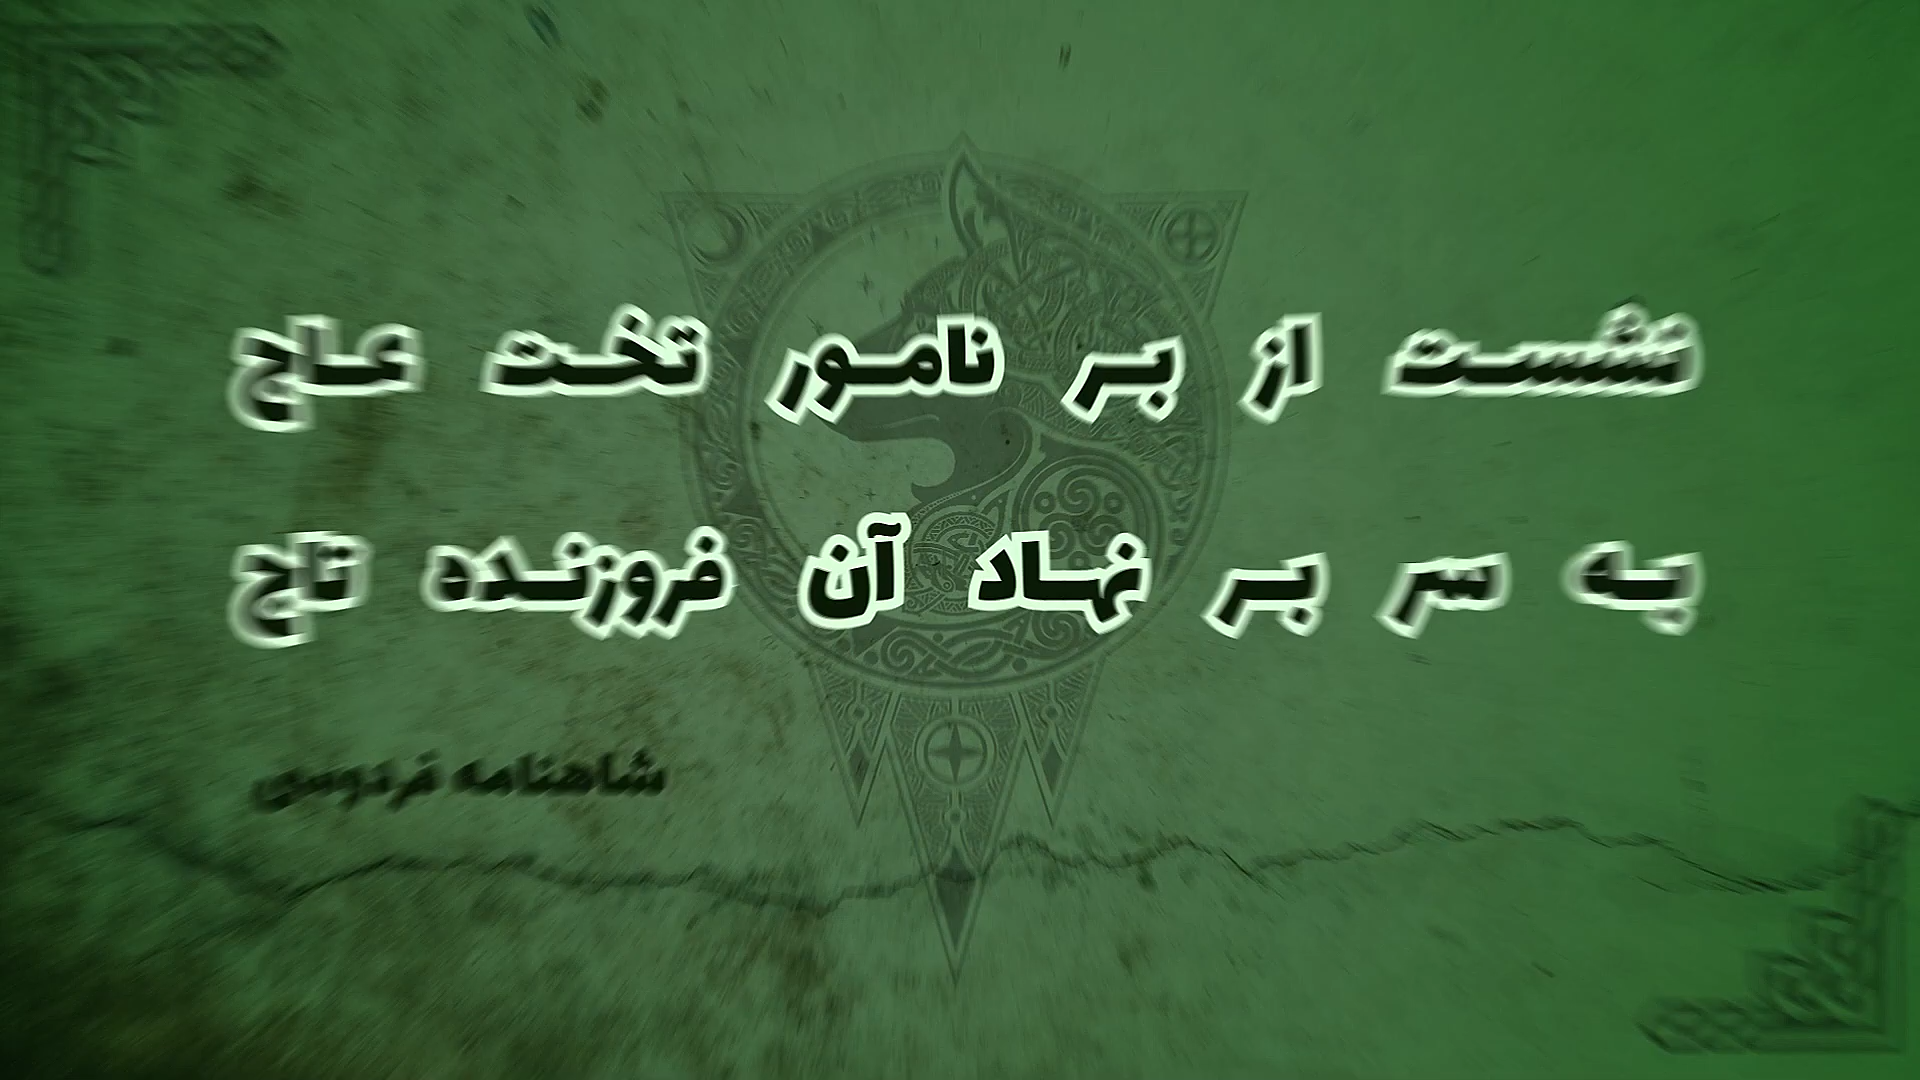 نشست از بر نامور تخت عاج
به سر بر نهاد آن فروزنده تاج
شاهنامه فردوسی